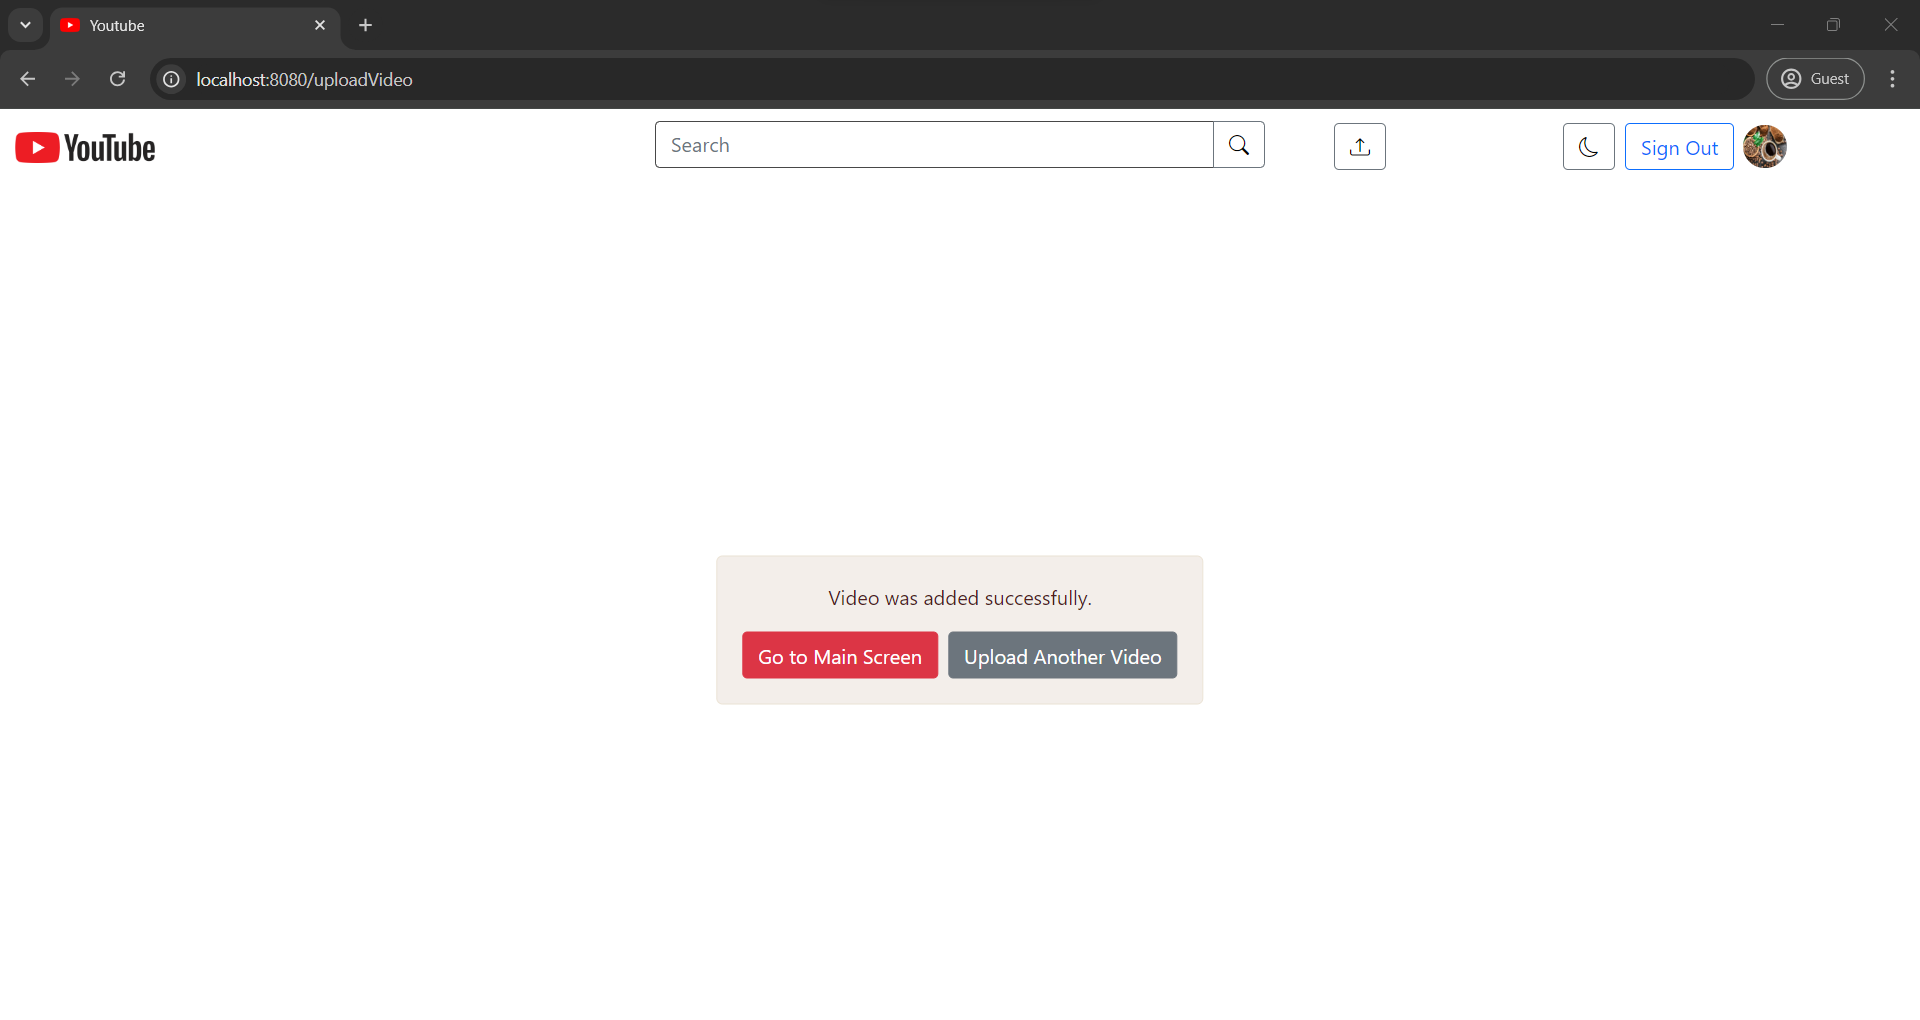 Youtube
localhost:8080/uploadVideo
Guest
YouTube
Search
Sign Out
Video was added successfully.
Go to Main Screen
Upload Another Video